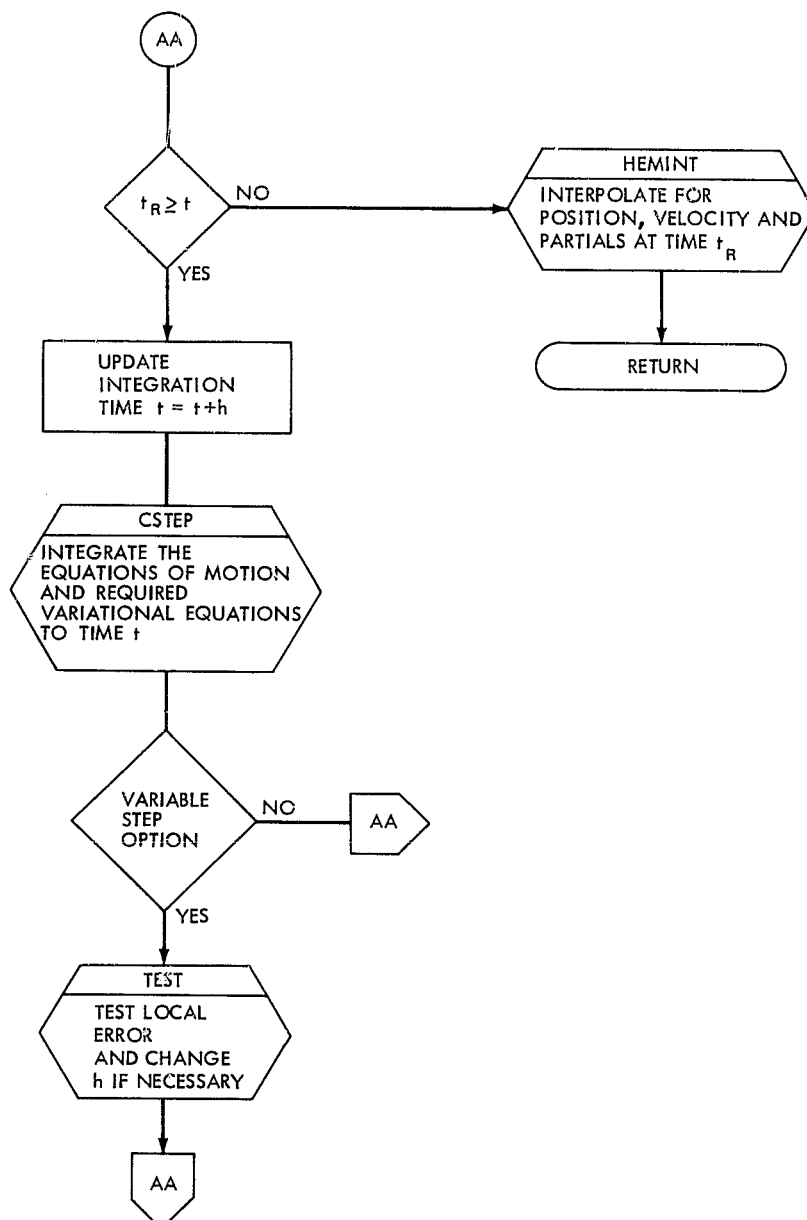 AA
t_R ≥ t
NO
YES
HEMINT
INTERPOLATE FOR
POSITION, VELOCITY AND
PARTIALS AT TIME t_R
RETURN
UPDATE
INTEGRATION
TIME t = t+h
CSTEP
INTEGRATE THE
EQUATIONS OF MOTION
AND REQUIRED
VARIATIONAL EQUATIONS
TO TIME t
VARIABLE
STEP
OPTION
NO
AA
YES
TEST
TEST LOCAL
ERROR
AND CHANGE
h IF NECESSARY
AA